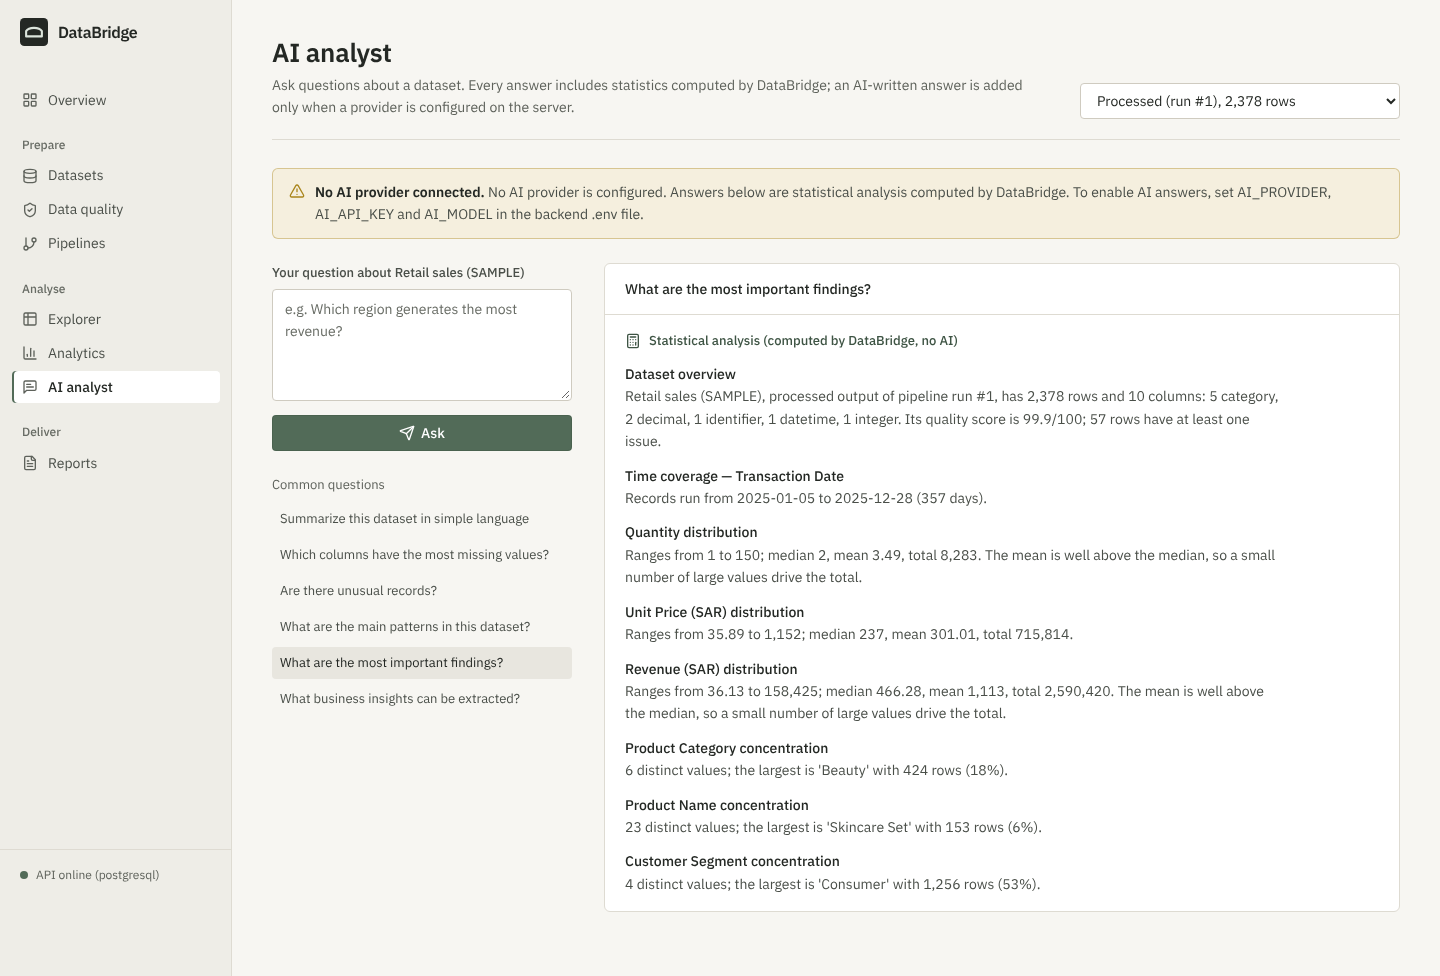 DataBridge
Overview
Prepare
Datasets
Data quality
Pipelines
Analyse
Explorer
Analytics
AI analyst
Deliver
Reports
API online (postgresql)
AI analyst
Ask questions about a dataset. Every answer includes statistics computed by DataBridge; an AI-written answer is added
only when a provider is configured on the server.
Processed (run #1), 2,378 rows
No AI provider connected. No AI provider is configured. Answers below are statistical analysis computed by DataBridge. To enable AI answers, set AI_PROVIDER,
AI_API_KEY and AI_MODEL in the backend .env file.
Your question about Retail sales (SAMPLE)
e.g. Which region generates the most
revenue?
Ask
Common questions
Summarize this dataset in simple language
Which columns have the most missing values?
Are there unusual records?
What are the main patterns in this dataset?
What are the most important findings?
What business insights can be extracted?
What are the most important findings?
Statistical analysis (computed by DataBridge, no AI)
Dataset overview
Retail sales (SAMPLE), processed output of pipeline run #1, has 2,378 rows and 10 columns: 5 category,
2 decimal, 1 identifier, 1 datetime, 1 integer. Its quality score is 99.9/100; 57 rows have at least one
issue.
Time coverage — Transaction Date
Records run from 2025-01-05 to 2025-12-28 (357 days).
Quantity distribution
Ranges from 1 to 150; median 2, mean 3.49, total 8,283. The mean is well above the median, so a small
number of large values drive the total.
Unit Price (SAR) distribution
Ranges from 35.89 to 1,152; median 237, mean 301.01, total 715,814.
Revenue (SAR) distribution
Ranges from 36.13 to 158,425; median 466.28, mean 1,113, total 2,590,420. The mean is well above
the median, so a small number of large values drive the total.
Product Category concentration
6 distinct values; the largest is 'Beauty' with 424 rows (18%).
Product Name concentration
23 distinct values; the largest is 'Skincare Set' with 153 rows (6%).
Customer Segment concentration
4 distinct values; the largest is 'Consumer' with 1,256 rows (53%).